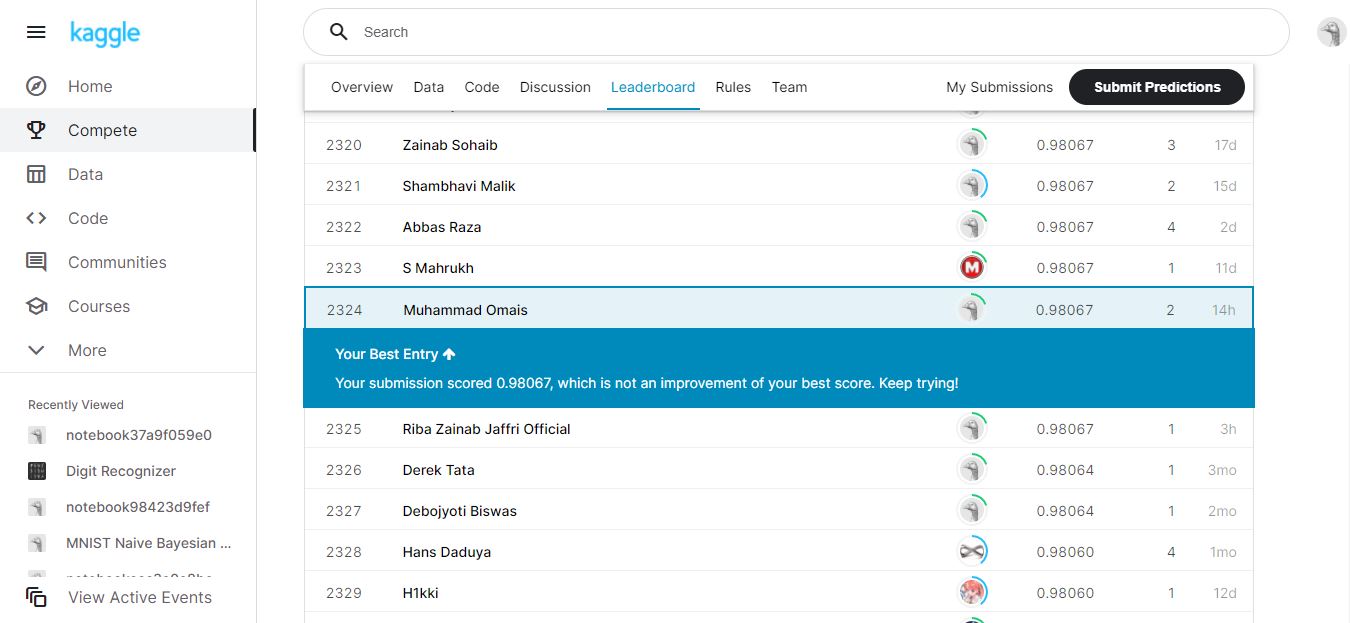 kaggle
Search
Home
Compete
Data
Code
Communities
Courses
More
Recently Viewed
notebook37a9f059e0
Digit Recognizer
notebook98423d9fef
MNIST Naive Bayesian ...
View Active Events
Overview Data Code Discussion Leaderboard Rules Team My Submissions Submit Predictions
2320 Zainab Sohaib 0.98067 3 17d
2321 Shambhavi Malik 0.98067 2 15d
2322 Abbas Raza 0.98067 4 2d
2323 S Mahrukh M 0.98067 1 11d
2324 Muhammad Omais 0.98067 2 14h
Your Best Entry
Your submission scored 0.98067, which is not an improvement of your best score. Keep trying!
2325 Riba Zainab Jaffri Official 0.98067 1 3h
2326 Derek Tata 0.98064 1 3mo
2327 Debojyoti Biswas 0.98064 1 2mo
2328 Hans Daduya 0.98060 4 1mo
2329 H1kki 0.98060 1 12d